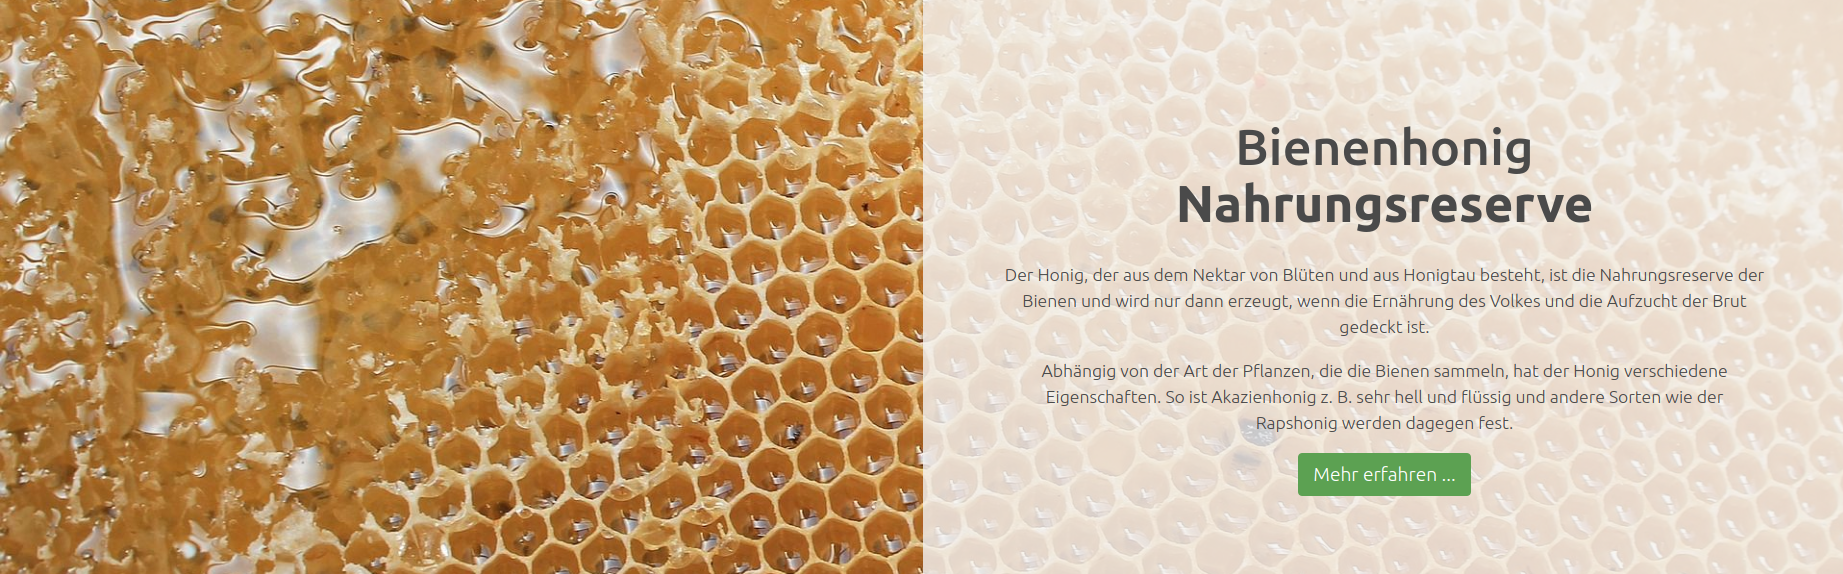 Bienenhonig
Nahrungsreserve
Der Honig, der aus dem Nektar von Blüten und aus Honigtau besteht, ist die Nahrungsreserve der
Bienen und wird nur dann erzeugt, wenn die Ernährung des Volkes und die Aufzucht der Brut
gedeckt ist.
Abhängig von der Art der Pflanzen, die die Bienen sammeln, hat der Honig verschiedene
Eigenschaften. So ist Akazienhonig z. B. sehr hell und flüssig und andere Sorten wie der
Rapshonig werden dagegen fest.
Mehr erfahren ...